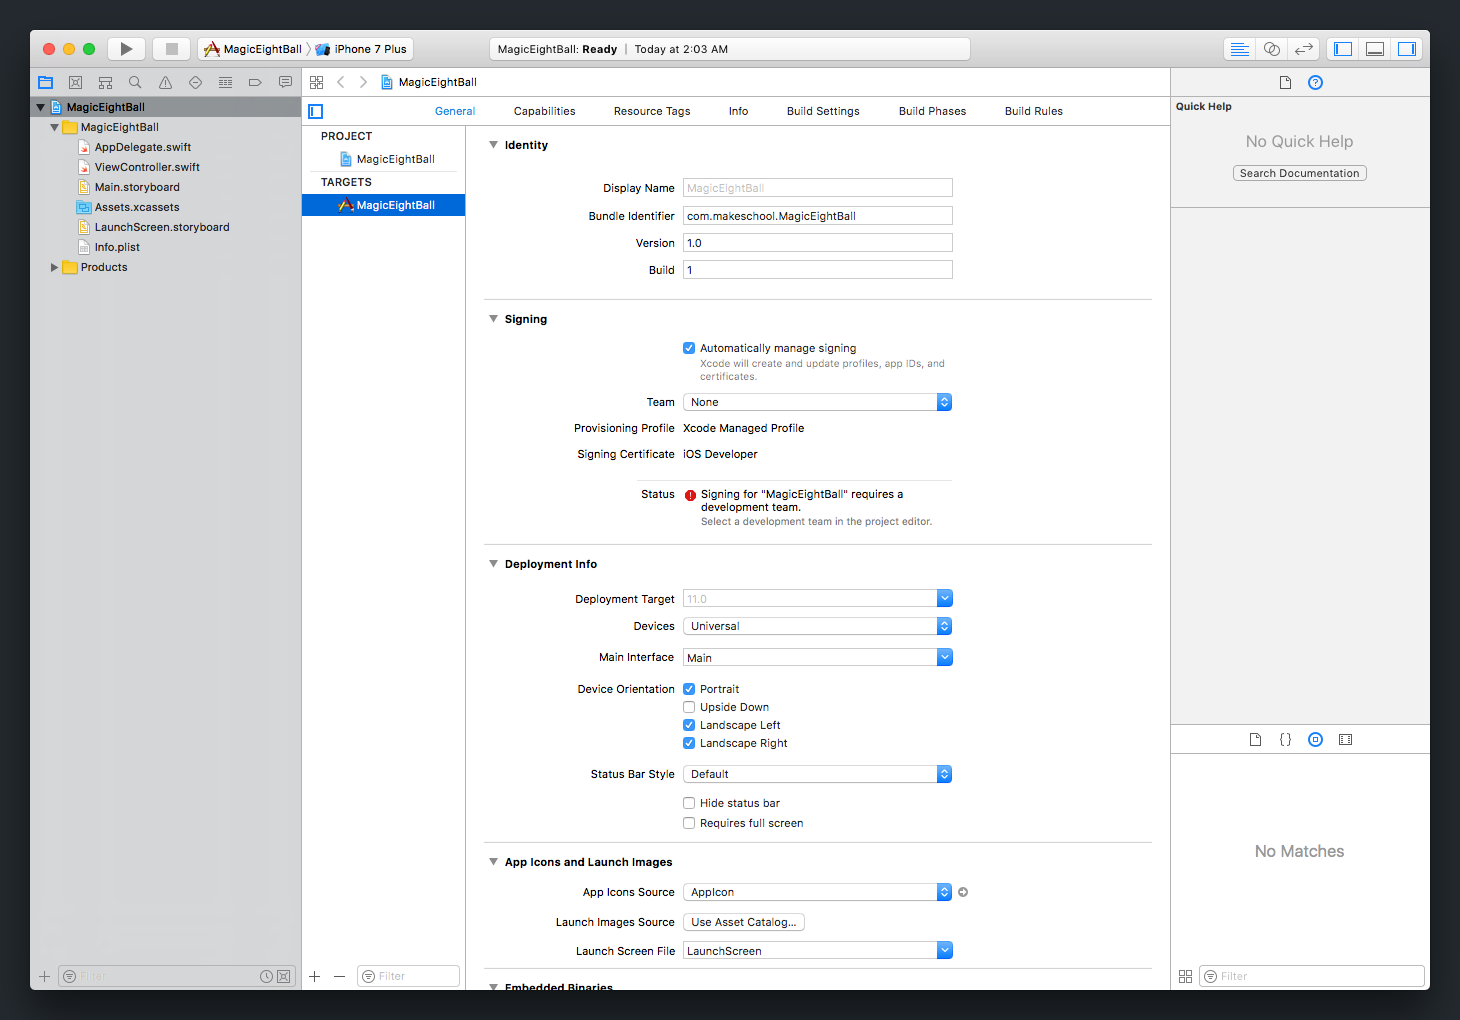 MagicEightBall iPhone 7 Plus
MagicEightBall: Ready | Today at 2:03 AM
MagicEightBall
MagicEightBall
AppDelegate.swift
ViewController.swift
Main.storyboard
Assets.xcassets
LaunchScreen.storyboard
Info.plist
Products
Filter
MagicEightBall
General Capabilities Resource Tags Info Build Settings Build Phases Build Rules
PROJECT
MagicEightBall
TARGETS
MagicEightBall
Filter
Identity
Display Name MagicEightBall
Bundle Identifier com.makeschool.MagicEightBall
Version 1.0
Build 1
Signing
Automatically manage signing
Xcode will create and update profiles, app IDs, and
certificates.
Team None
Provisioning Profile Xcode Managed Profile
Signing Certificate iOS Developer
Status Signing for "MagicEightBall" requires a
development team.
Select a development team in the project editor.
Deployment Info
Deployment Target 11.0
Devices Universal
Main Interface Main
Device Orientation Portrait
Upside Down
Landscape Left
Landscape Right
Status Bar Style Default
Hide status bar
Requires full screen
App Icons and Launch Images
App Icons Source AppIcon
Launch Images Source Use Asset Catalog...
Launch Screen File LaunchScreen
Embedded Binaries
Quick Help
No Quick Help
Search Documentation
No Matches
Filter